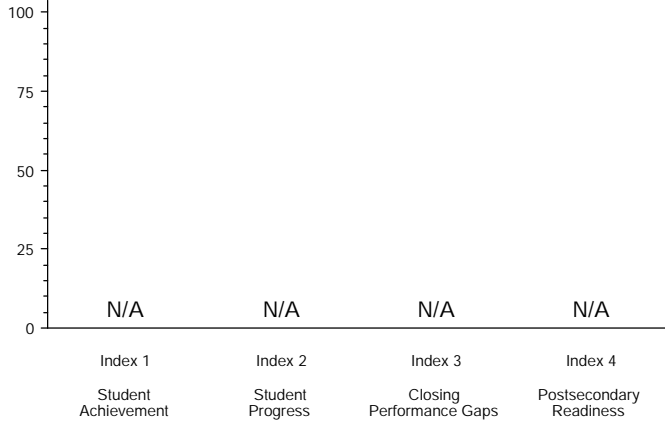 100
75
50
25
0
N/A N/A N/A N/A
Index 1 Index 2 Index 3 Index 4
Student Student Closing Postsecondary
Achievement Progress Performance Gaps Readiness